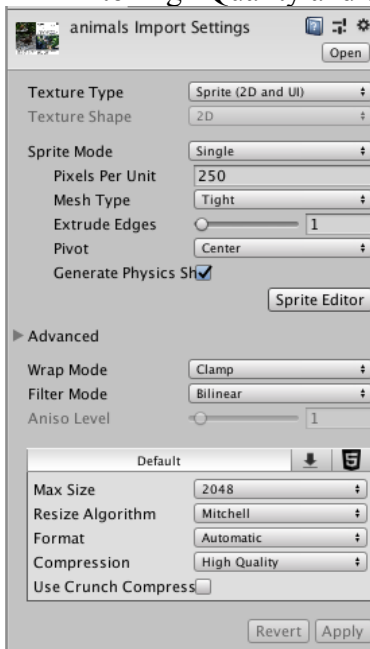 animals Import Settings
Open
Texture Type Sprite (2D and UI)
Texture Shape 2D
Sprite Mode Single
Pixels Per Unit 250
Mesh Type Tight
Extrude Edges 1
Pivot Center
Generate Physics Sh
Sprite Editor
Advanced
Wrap Mode Clamp
Filter Mode Bilinear
Aniso Level 1
Default
Max Size 2048
Resize Algorithm Mitchell
Format Automatic
Compression High Quality
Use Crunch Compress
Revert Apply